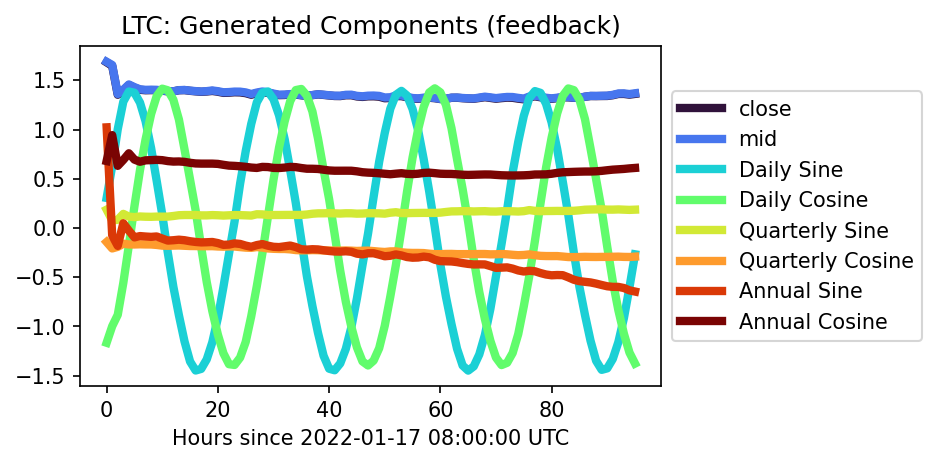 LTC: Generated Components (feedback)
1.5
1.0
0.5
0.0
−0.5
−1.0
−1.5
0
20
40
60
80
Hours since 2022-01-17 08:00:00 UTC
close
mid
Daily Sine
Daily Cosine
Quarterly Sine
Quarterly Cosine
Annual Sine
Annual Cosine